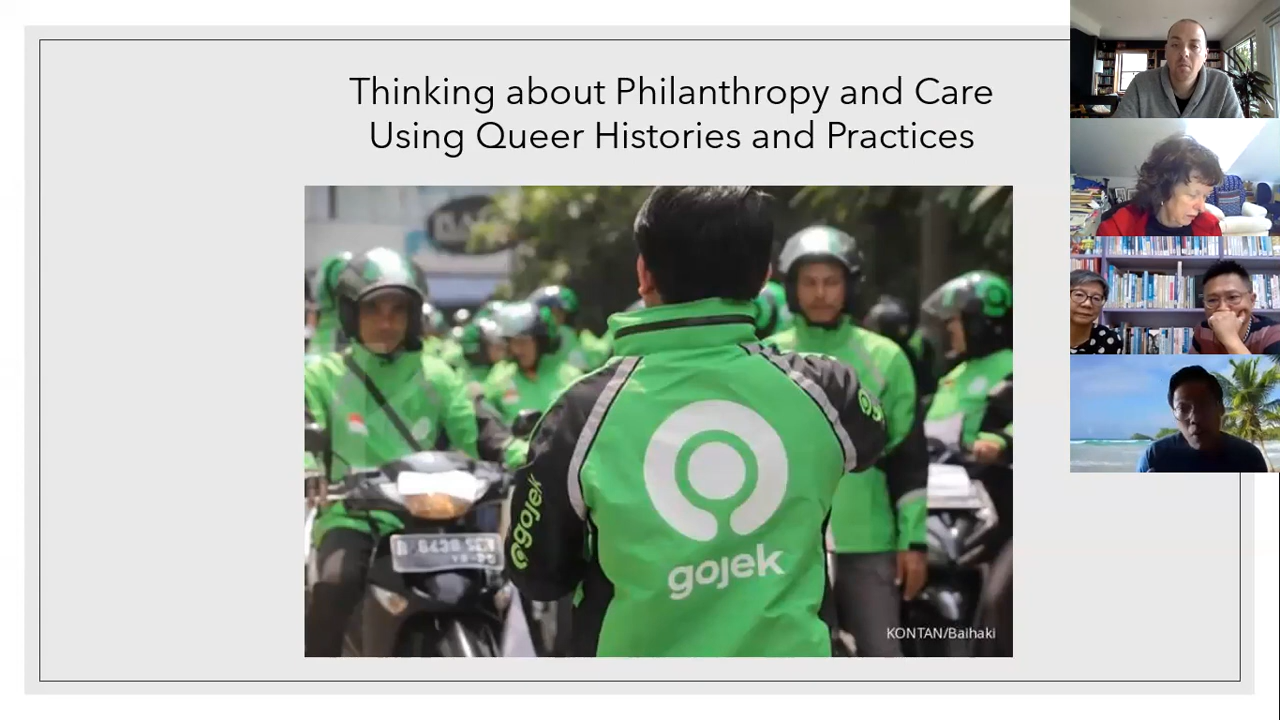 Thinking about Philanthropy and Care
Using Queer Histories and Practices
gojek
gojek
KONTAN/Baihaki